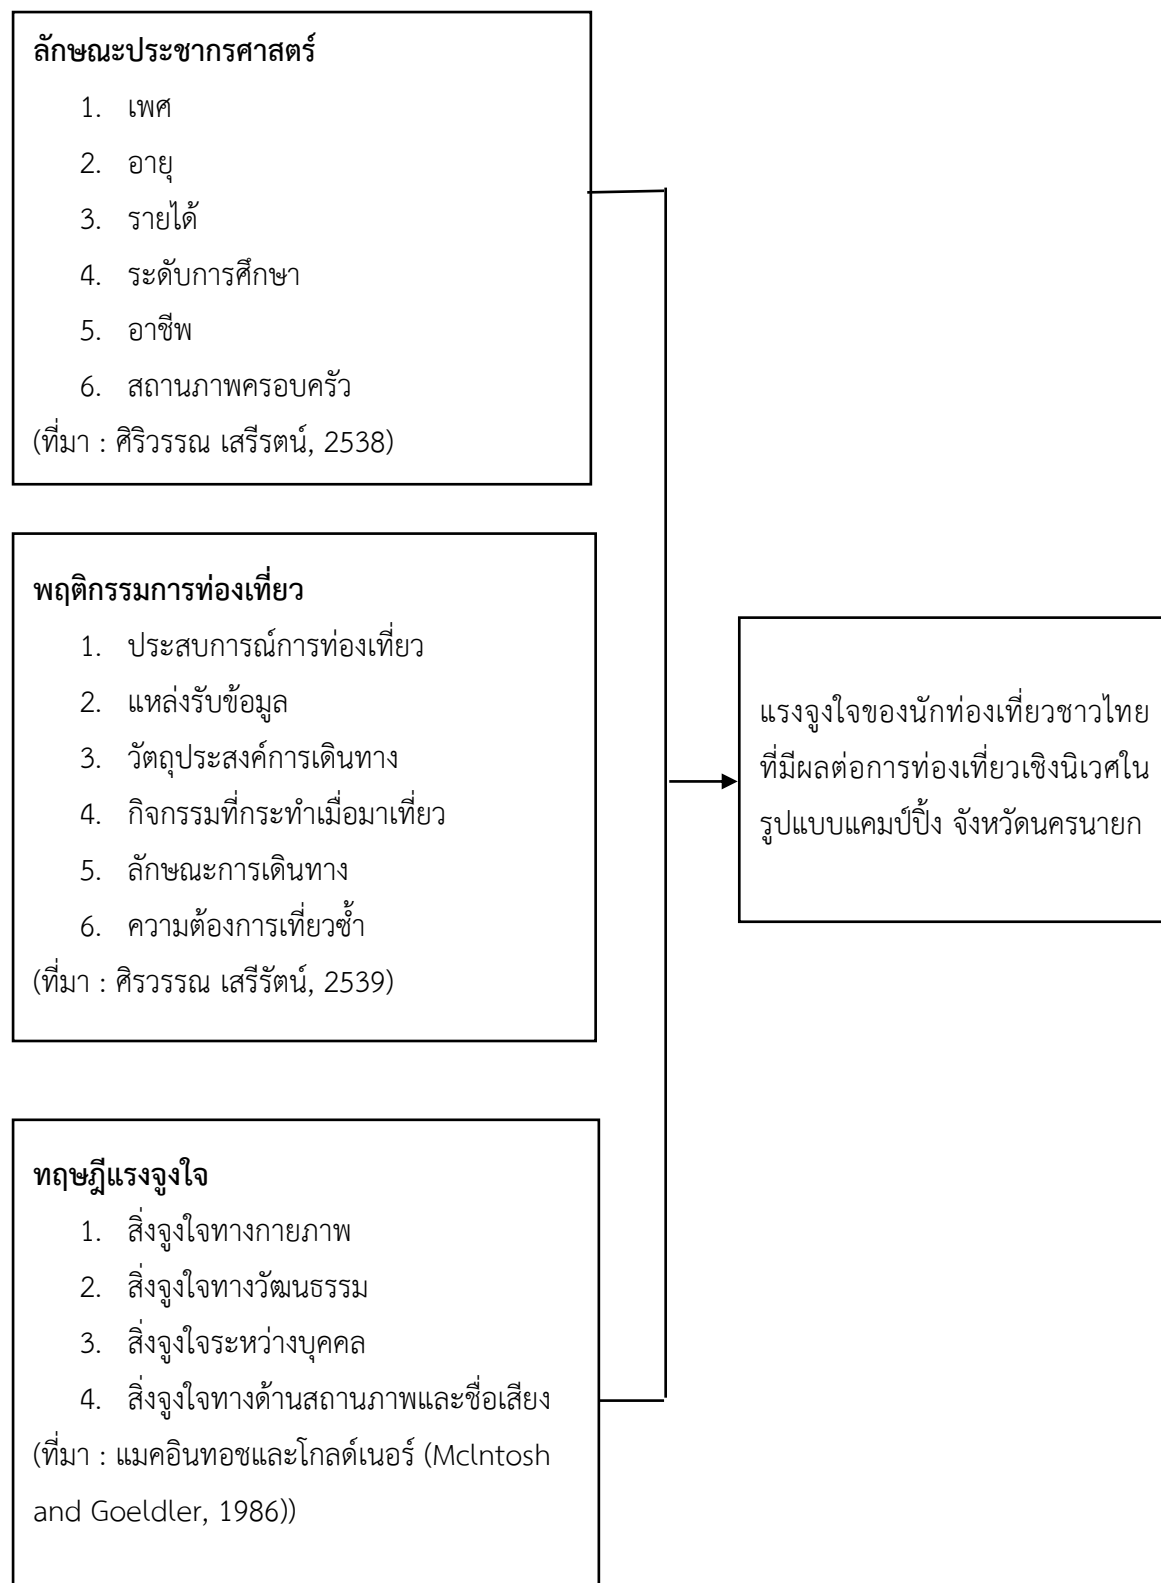 ลักษณะประชากรศาสตร์
1. เพศ
2. อายุ
3. รายได้
4. ระดับการศึกษา
5. อาชีพ
6. สถานภาพครอบครัว
(ที่มา : ศิริวรรณ เสรีรตน์, 2538)
พฤติกรรมการท่องเที่ยว
1. ประสบการณ์การท่องเที่ยว
2. แหล่งรับข้อมูล
3. วัตถุประสงค์การเดินทาง
4. กิจกรรมที่กระทำเมื่อมาเที่ยว
5. ลักษณะการเดินทาง
6. ความต้องการเที่ยวซ้ำ
(ที่มา : ศิรวรรณ เสรีรัตน์, 2539)
ทฤษฎีแรงจูงใจ
1. สิ่งจูงใจทางกายภาพ
2. สิ่งจูงใจทางวัฒนธรรม
3. สิ่งจูงใจระหว่างบุคคล
4. สิ่งจูงใจทางด้านสถานภาพและชื่อเสียง
(ที่มา : แมคอินทอชและโกลด์เนอร์ (Mclntosh
and Goeldler, 1986))
แรงจูงใจของนักท่องเที่ยวชาวไทย
ที่มีผลต่อการท่องเที่ยวเชิงนิเวศใน
รูปแบบแคมป์ปิ้ง จังหวัดนครนายก